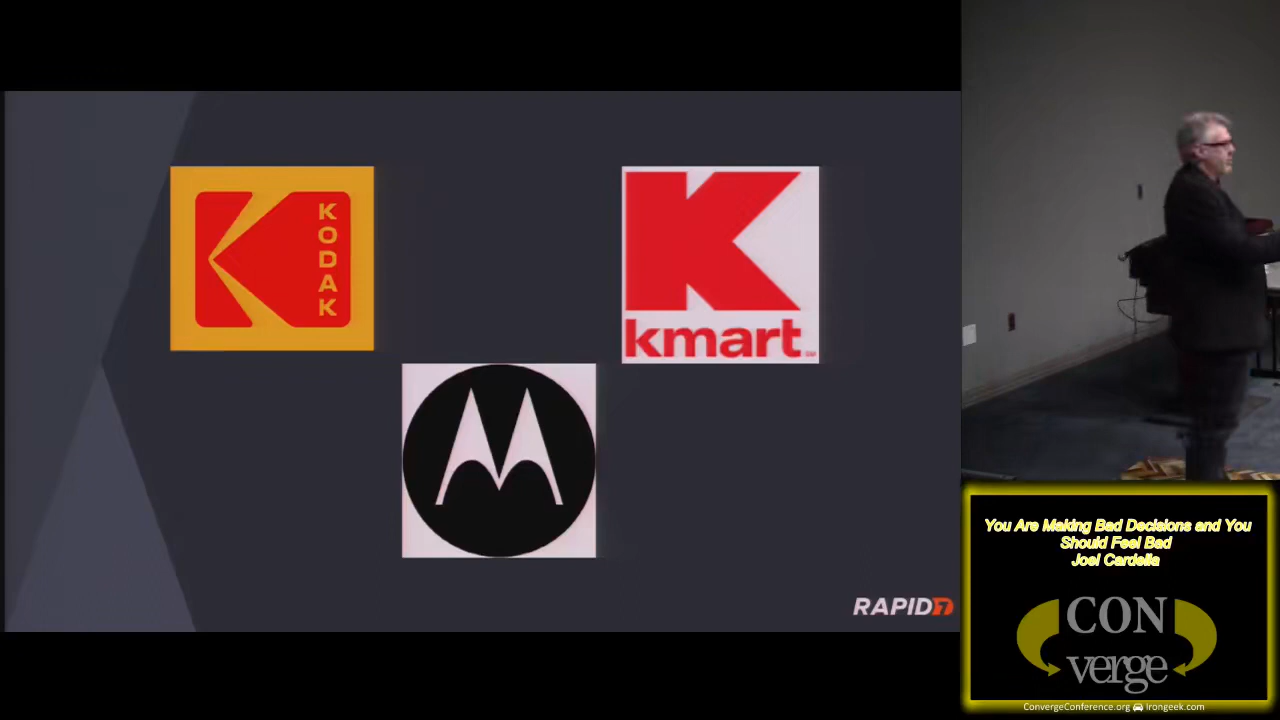 KODAK
kmart
RAPID7
You Are Making Bad Decisions and You
Should Feel Bad
Joel Cardella
CON
verge
ConvergeConference.org Irongeek.com